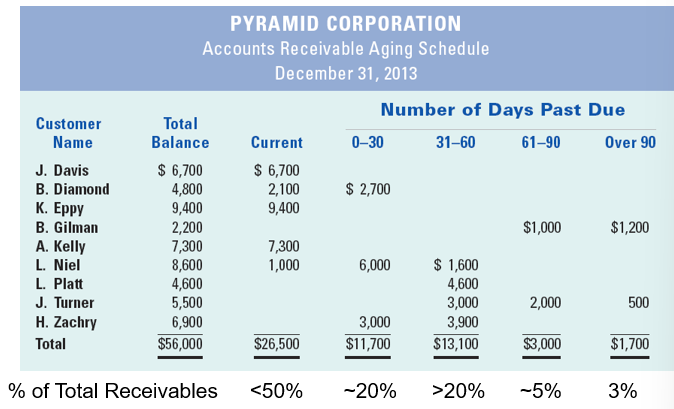 PYRAMID CORPORATION
Accounts Receivable Aging Schedule
December 31, 2013
Number of Days Past Due
Customer Total
Name Balance Current 0–30 31–60 61–90 Over 90
J. Davis $ 6,700 $ 6,700
B. Diamond 4,800 2,100 $ 2,700
K. Eppy 9,400 9,400
B. Gilman 2,200 $1,000 $1,200
A. Kelly 7,300 7,300
L. Niel 8,600 1,000 6,000 $ 1,600
L. Platt 4,600 4,600
J. Turner 5,500 3,000 2,000 500
H. Zachry 6,900 3,000 3,900
Total $56,000 $26,500 $11,700 $13,100 $3,000 $1,700
% of Total Receivables <50% ~20% >20% ~5% 3%